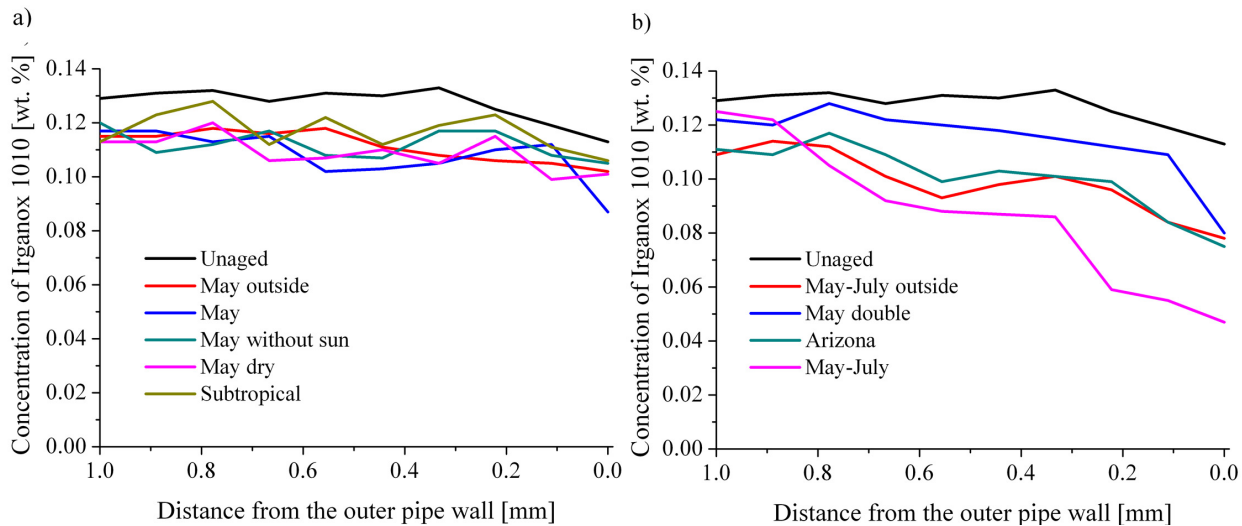 a)
Concentration of Irganox 1010 [wt. %]
0.14
0.12
0.10
0.08
0.06
0.04
0.02
0.00
Unaged
May outside
May
May without sun
May dry
Subtropical
1.0 0.8 0.6 0.4 0.2 0.0
Distance from the outer pipe wall [mm]
b)
Concentration of Irganox 1010 [wt. %]
0.14
0.12
0.10
0.08
0.06
0.04
0.02
0.00
Unaged
May-July outside
May double
Arizona
May-July
1.0 0.8 0.6 0.4 0.2 0.0
Distance from the outer pipe wall [mm]